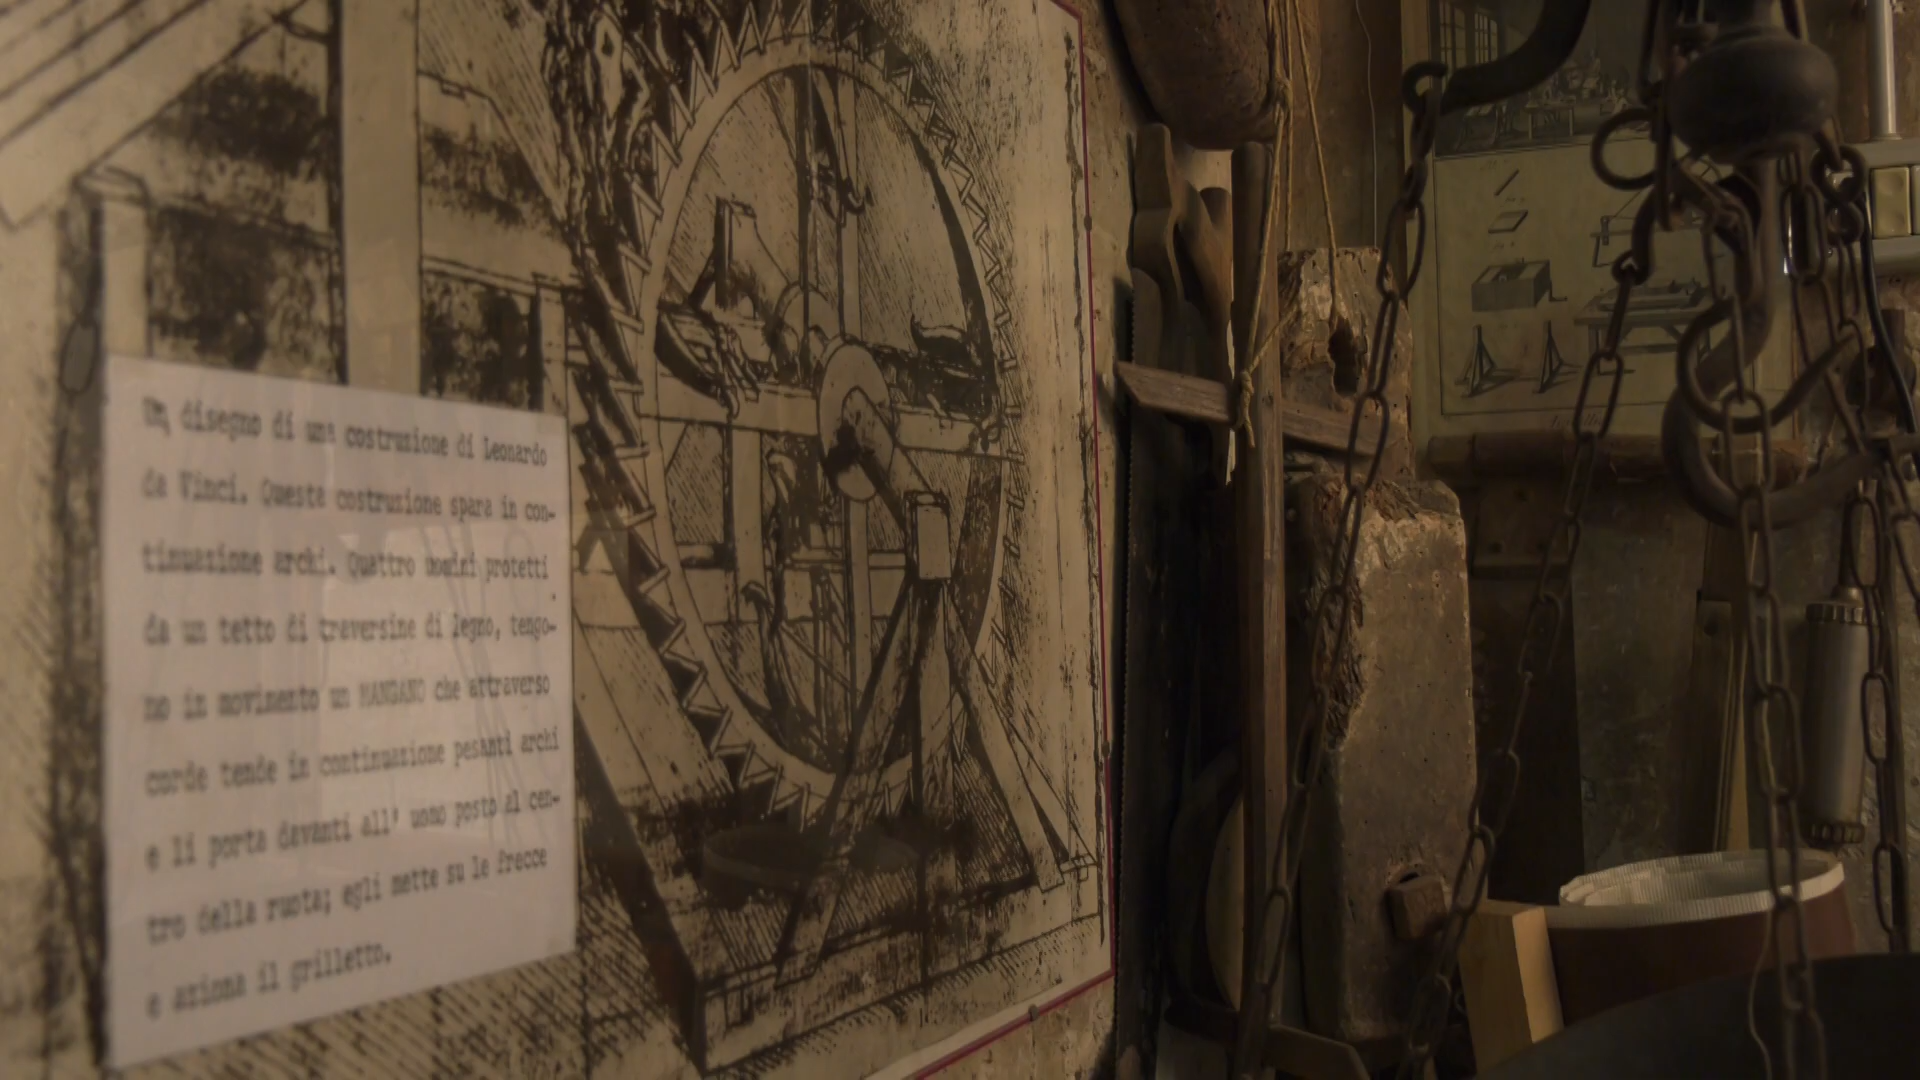 Un disegno di una costruzione di Leonardo
da Vinci. Questa costruzione spara in con-
tinuazione archi. Quattro uomini protetti
da un tetto di traversine di legno, tengo-
no in movimento un MANGANO che attraverso
corde tende in continuazione pesanti archi
e li porta davanti all' uomo posto al cen-
tro della ruota; egli mette su le frecce
e aziona il grilletto.